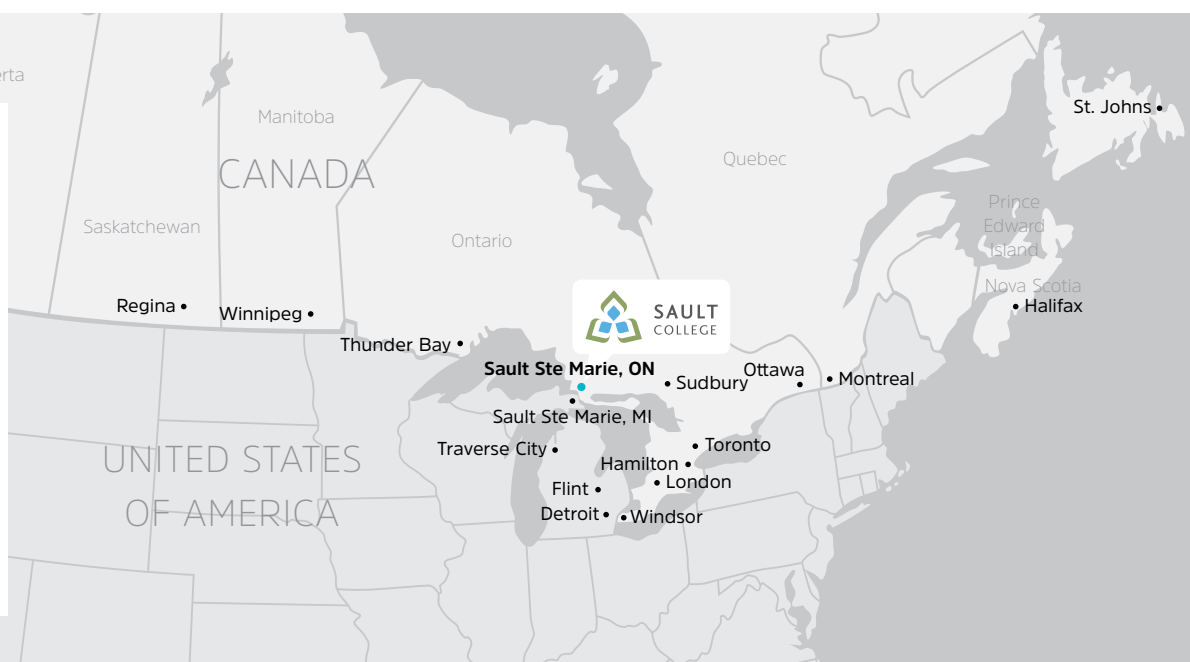 erta
Manitoba
CANADA
Saskatchewan
Ontario
Quebec
St. Johns
Prince
Edward
Island
Nova Scotia
Halifax
Regina
Winnipeg
Thunder Bay
SAULT
COLLEGE
Sault Ste Marie, ON
Sudbury
Ottawa
Montreal
Sault Ste Marie, MI
Traverse City
Toronto
Hamilton
London
Flint
Detroit
Windsor
UNITED STATES
OF AMERICA